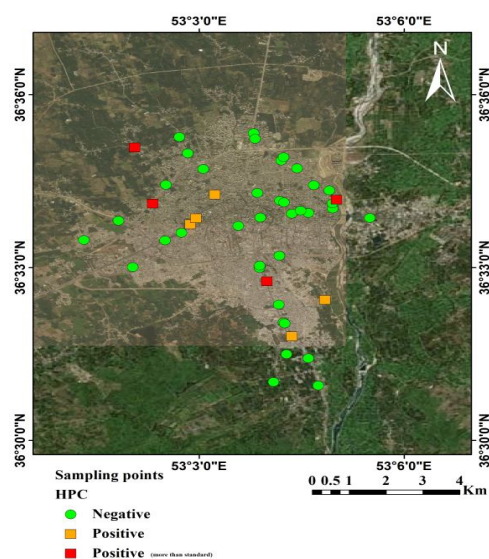 53°3'0"E 53°6'0"E
N
36°36'0"N 36°36'0"N
36°33'0"N 36°33'0"N
36°30'0"N 36°30'0"N
53°3'0"E 53°6'0"E
Sampling points
HPC
Negative
Positive
Positive (more than standard)
0 0.5 1 2 3 4
Km